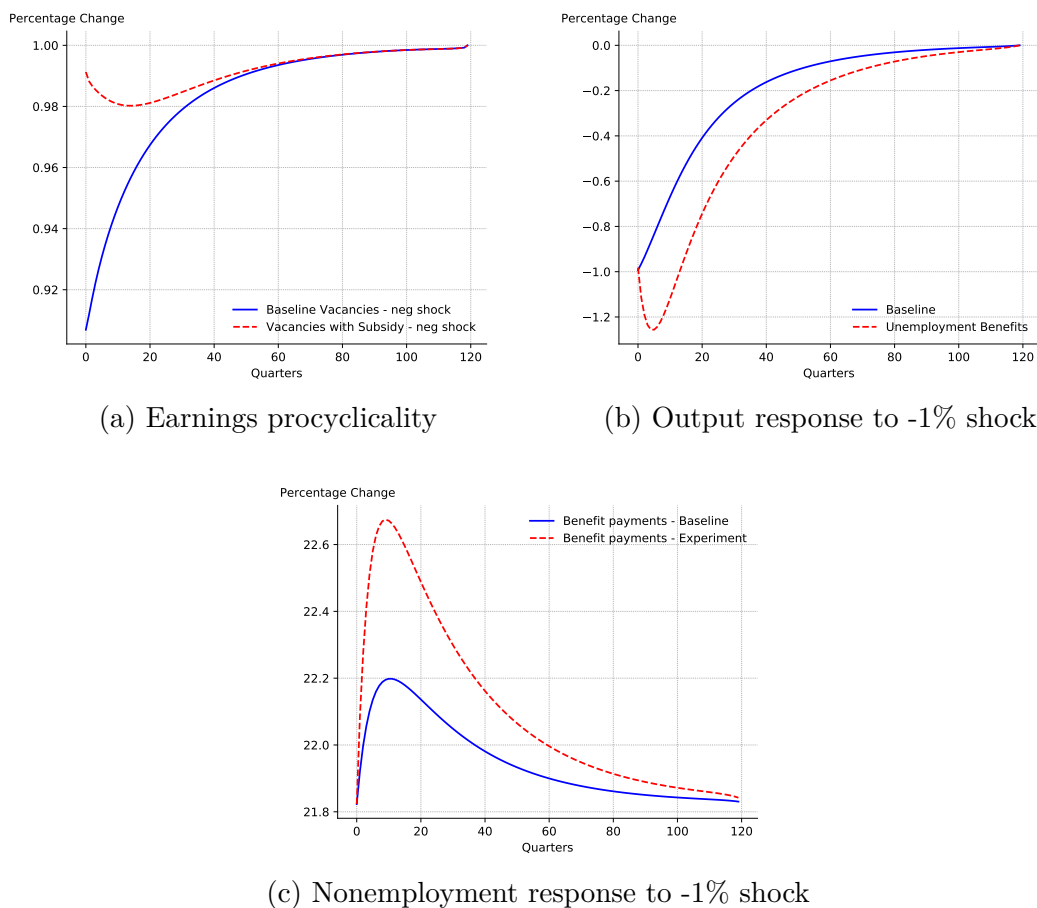 Percentage Change
1.00
0.98
0.96
0.94
0.92
Baseline Vacancies - neg shock
Vacancies with Subsidy - neg shock
0 20 40 60 80 100 120
Quarters
(a) Earnings procyclicality
Percentage Change
0.0
−0.2
−0.4
−0.6
−0.8
−1.0
−1.2
Baseline
Unemployment Benefits
0 20 40 60 80 100 120
Quarters
(b) Output response to -1% shock
Percentage Change
22.6
22.4
22.2
22.0
21.8
Benefit payments - Baseline
Benefit payments - Experiment
0 20 40 60 80 100 120
Quarters
(c) Nonemployment response to -1% shock